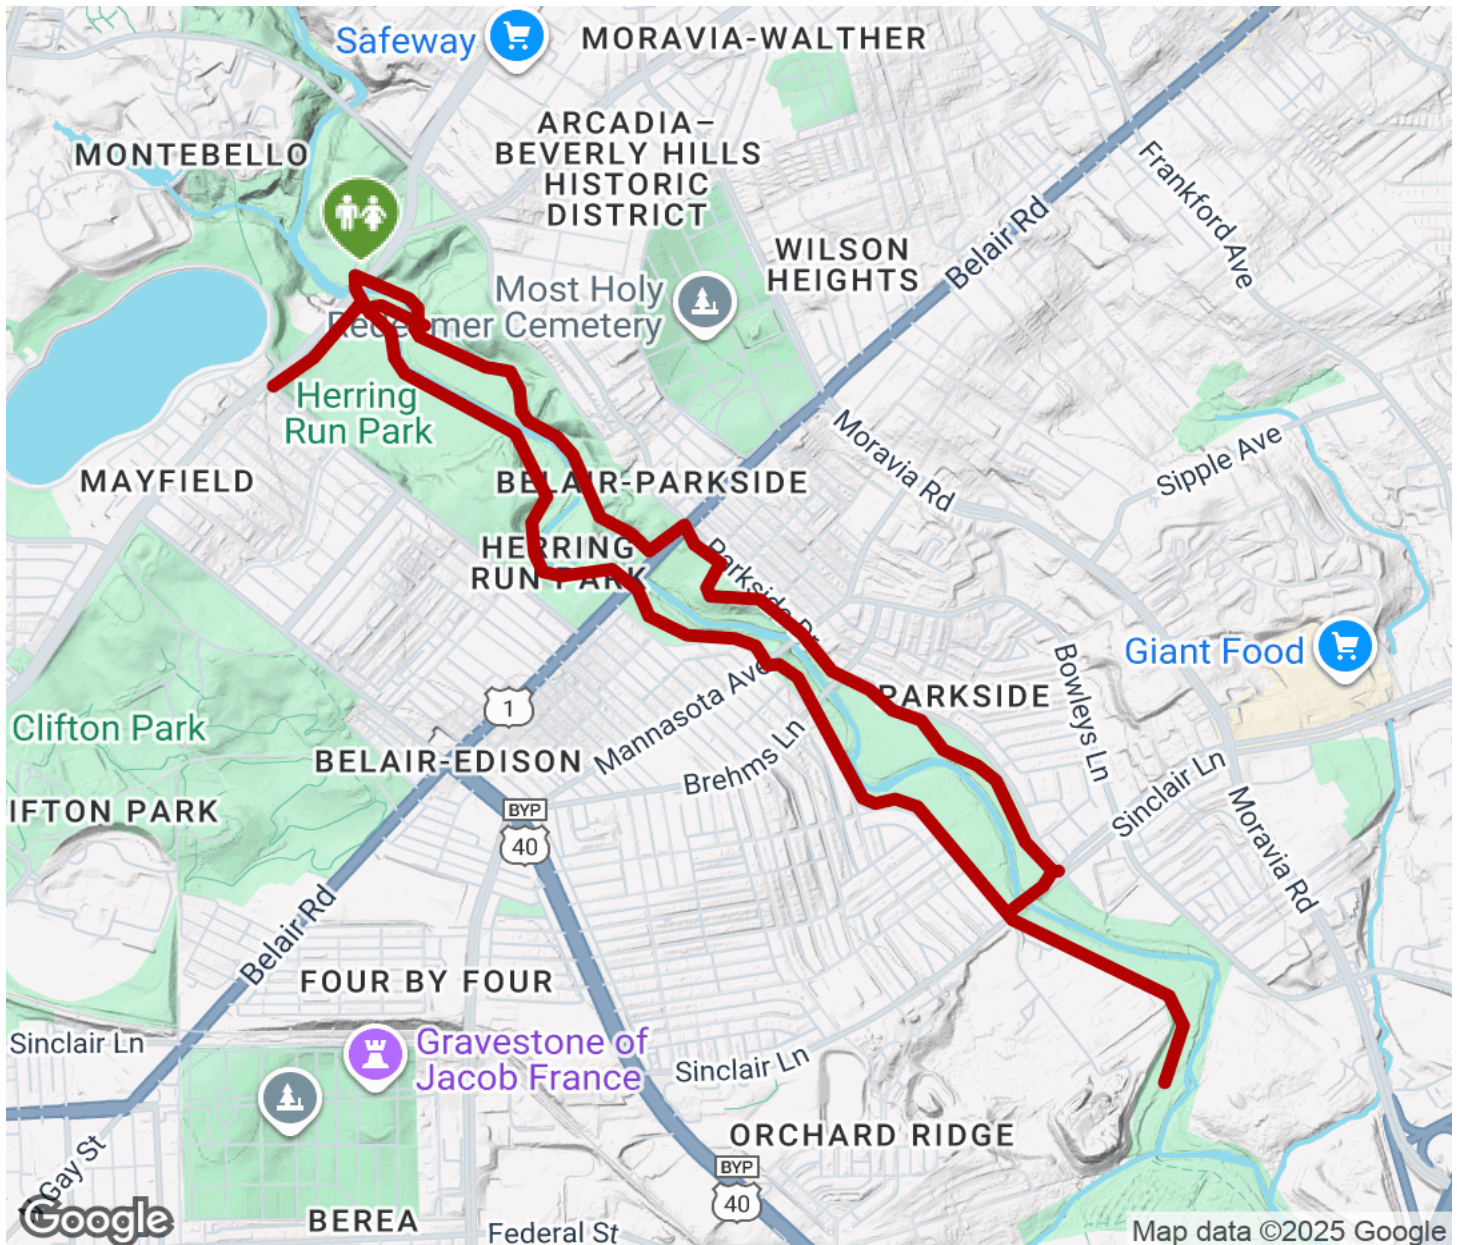 Safeway
MORAVIA-WALTHER
ARCADIA–
BEVERLY HILLS
HISTORIC
DISTRICT
MONTEBELLO
Frankford Ave
Belair Rd
WILSON
HEIGHTS
Most Holy
Redeemer Cemetery
Herring
Run Park
MAYFIELD
BELAIR-PARKSIDE
Moravia Rd
Sipple Ave
HERRING
RUN PARK
Parkside Dr
Giant Food
Bowleys Ln
PARKSIDE
1
Mannasota Ave
Clifton Park
BELAIR-EDISON
Brehms Ln
Sinclair Ln
IFTON PARK
BYP
40
Moravia Rd
Belair Rd
FOUR BY FOUR
Sinclair Ln
Gravestone of
Jacob France
Sinclair Ln
ORCHARD RIDGE
BYP
40
Gay St
BEREA
Federal St
Google
Map data ©2025 Google